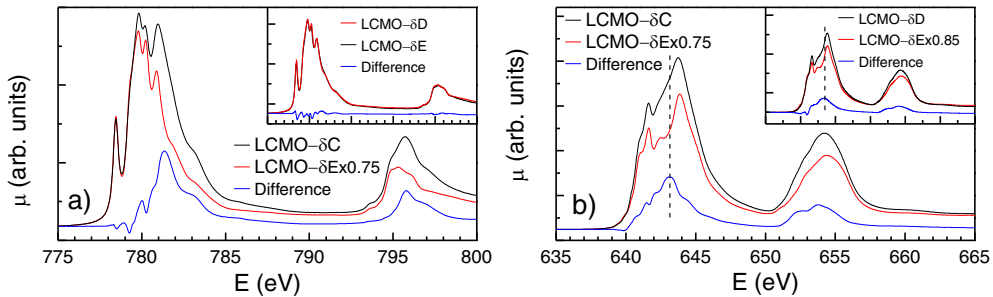 LCMO−δD
LCMO−δE
Difference
LCMO−δC
LCMO−δEx0.75
Difference
a)
μ (arb. units)
775 780 785 790 795 800
E (eV)
LCMO−δC
LCMO−δEx0.75
Difference
LCMO−δD
LCMO−δEx0.85
Difference
b)
μ (arb. units)
635 640 645 650 655 660 665
E (eV)